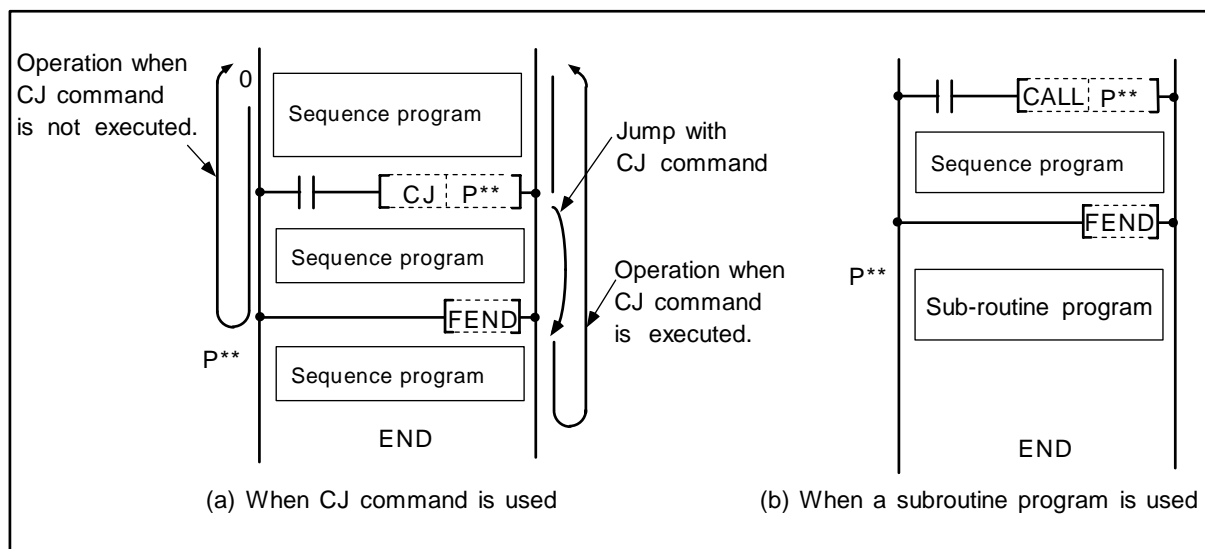 Operation when
CJ command
is not executed.
0
Sequence program
CJ P**
Sequence program
FEND
P**
Sequence program
END
Jump with
CJ command
Operation when
CJ command
is executed.
(a) When CJ command is used
CALL P**
Sequence program
FEND
P**
Sub-routine program
END
(b) When a subroutine program is used